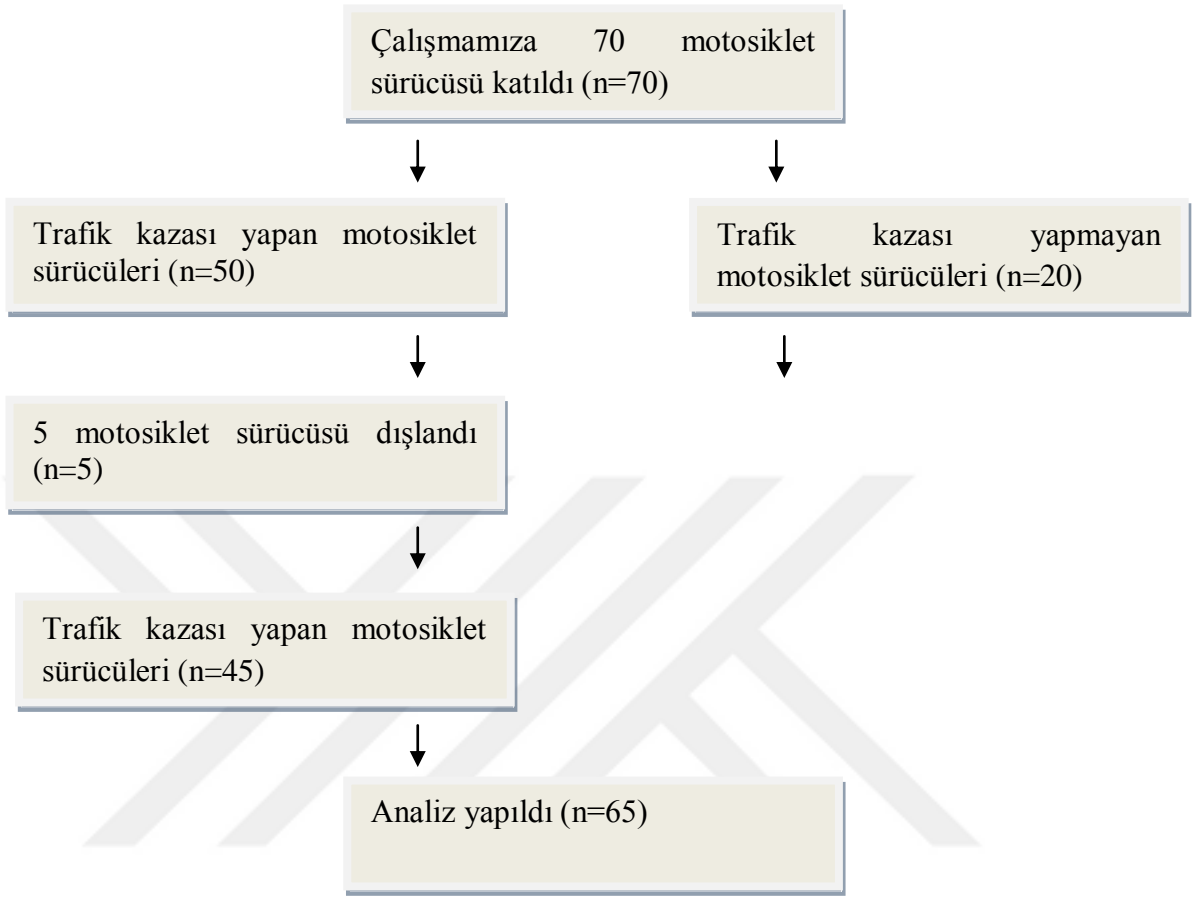 Çalışmamıza 70 motosiklet
sürücüsü katıldı (n=70)
Trafik kazası yapan motosiklet
sürücüleri (n=50)
Trafik kazası yapmayan
motosiklet sürücüleri (n=20)
5 motosiklet sürücüsü dışlandı
(n=5)
Trafik kazası yapan motosiklet
sürücüleri (n=45)
Analiz yapıldı (n=65)